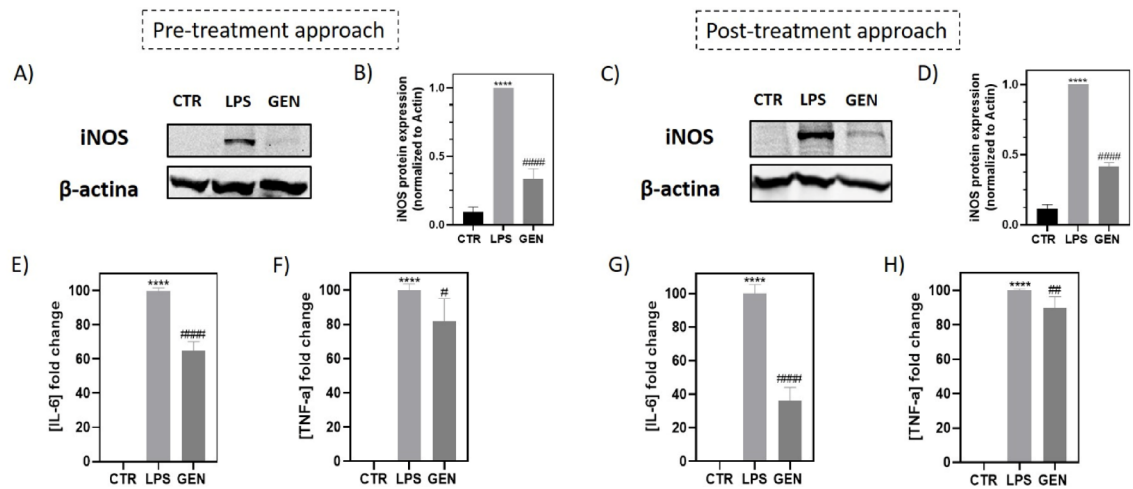 Pre-treatment approach
Post-treatment approach
A)
CTR LPS GEN
iNOS
β-actina
B)
iNOS protein expression
(normalized to Actin)
1.0
0.5
0.0
****
####
CTR LPS GEN
C)
CTR LPS GEN
iNOS
β-actina
D)
iNOS protein expression
(normalized to Actin)
1.0
0.5
0.0
****
####
CTR LPS GEN
E)
[IL-6] fold change
100
80
60
40
20
0
****
####
CTR LPS GEN
F)
[TNF-a] fold change
100
80
60
40
20
0
****
#
CTR LPS GEN
G)
[IL-6] fold change
100
80
60
40
20
0
****
####
CTR LPS GEN
H)
[TNF-a] fold change
100
80
60
40
20
0
****
##
CTR LPS GEN